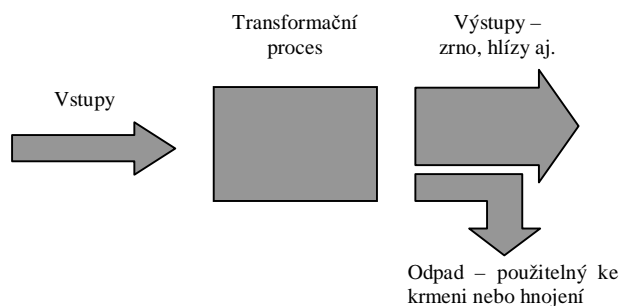 Transformační
proces
Výstupy –
zrno, hlízy aj.
Vstupy
Odpad – použitelný ke
krmeni nebo hnojení